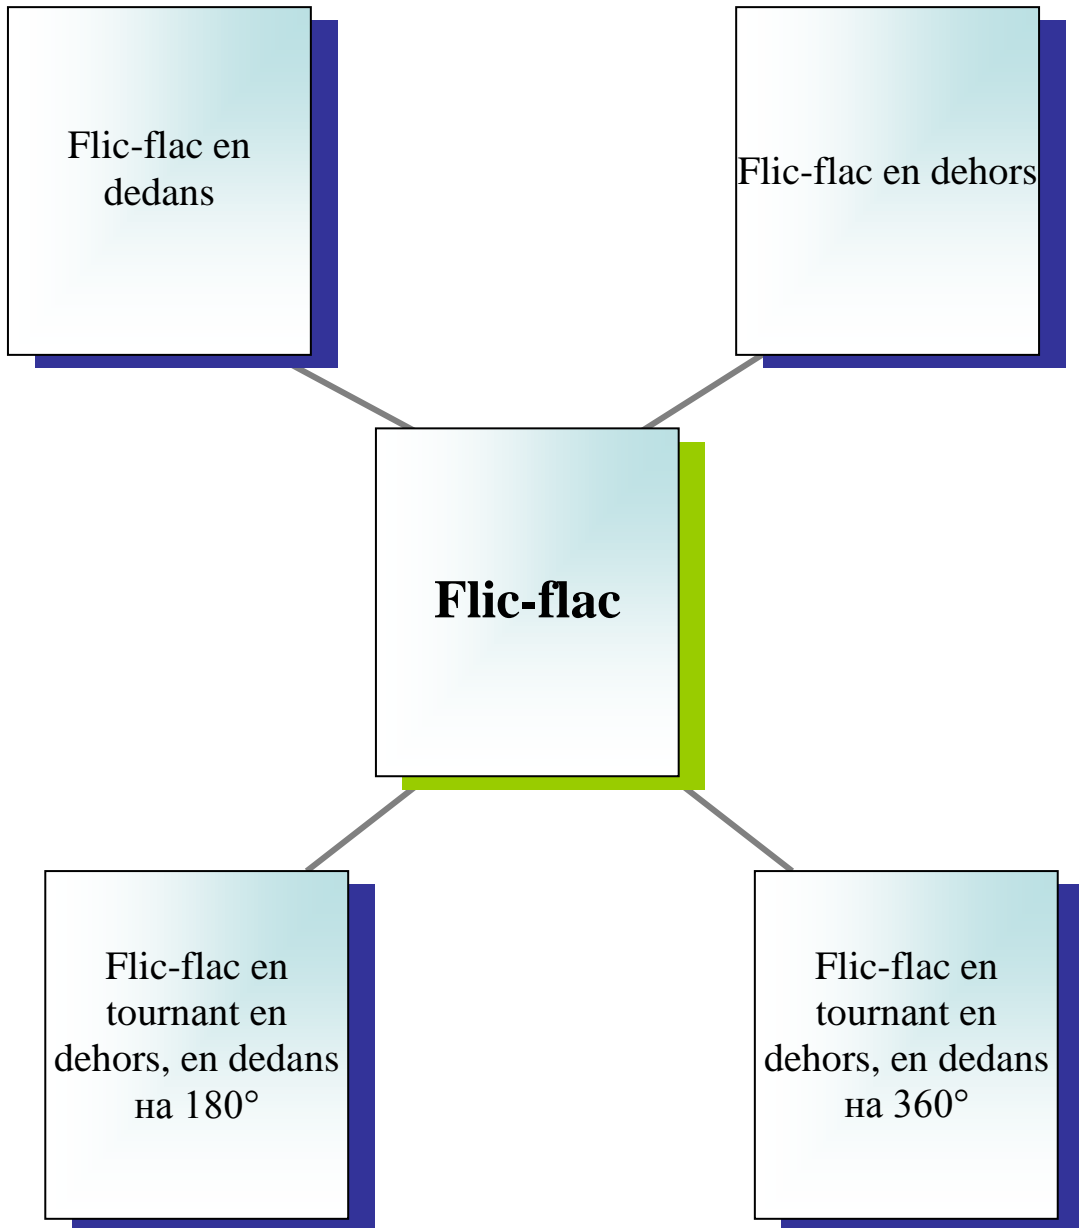 Flic-flac en
dedans
Flic-flac en dehors
Flic-flac
Flic-flac en
tournant en
dehors, en dedans
на 180°
Flic-flac en
tournant en
dehors, en dedans
на 360°